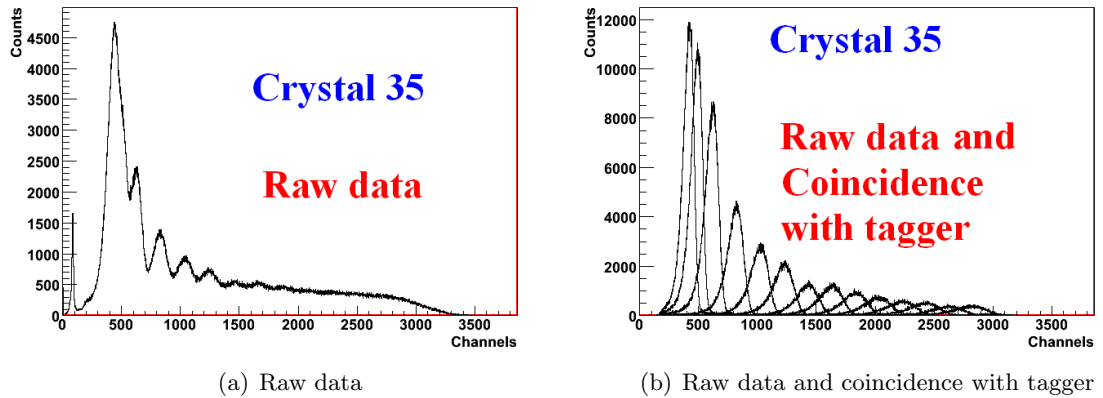 Counts
4500
4000
3500
3000
2500
2000
1500
1000
500
0
0 500 1000 1500 2000 2500 3000 3500
Channels
Crystal 35
Raw data
(a) Raw data
Counts
12000
10000
8000
6000
4000
2000
0
0 500 1000 1500 2000 2500 3000 3500
Channels
Crystal 35
Raw data and
Coincidence
with tagger
(b) Raw data and coincidence with tagger